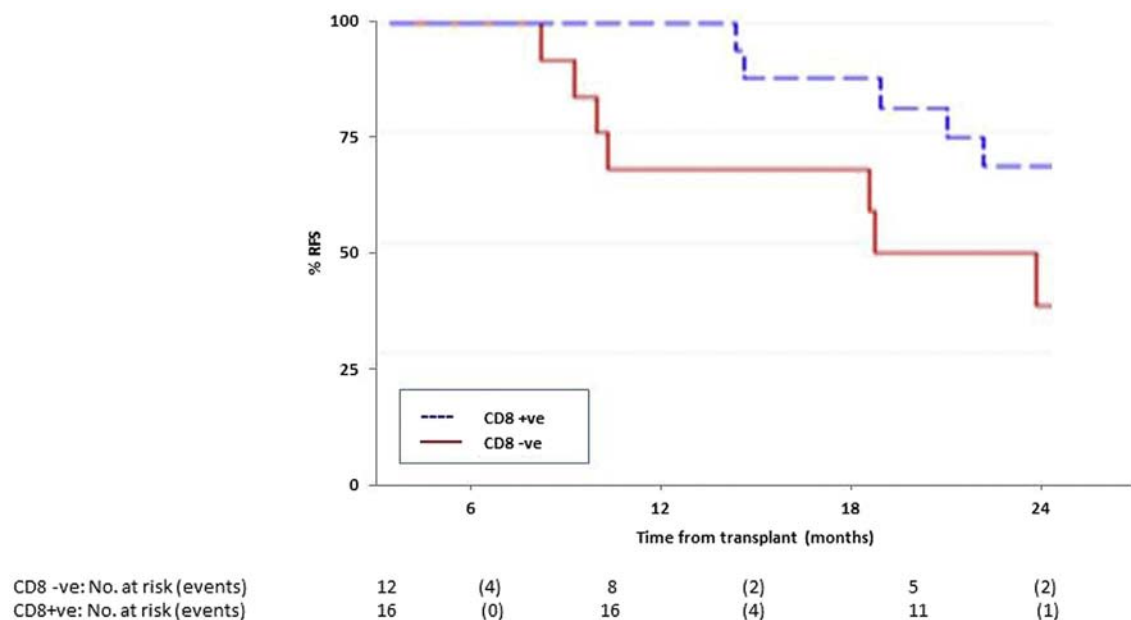 100
75
50
25
0
% RFS
CD8 +ve
CD8 -ve
6 12 18 24
Time from transplant (months)
CD8 -ve: No. at risk (events) 12 (4) 8 (2) 5 (2)
CD8+ve: No. at risk (events) 16 (0) 16 (4) 11 (1)